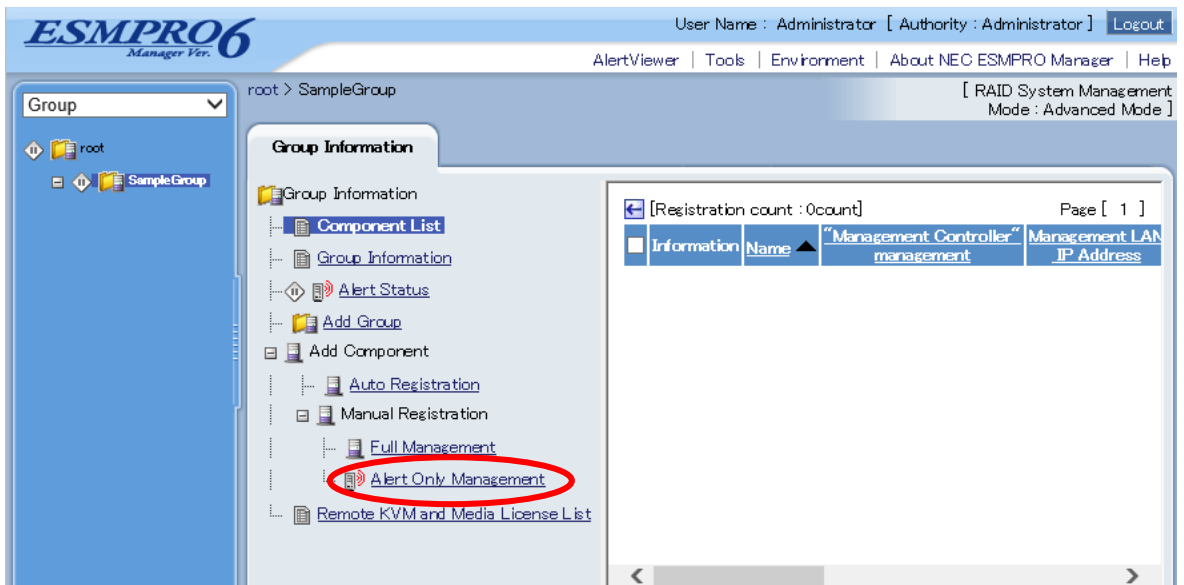 ESMPRO6
Manager Ver.
User Name : Administrator [ Authority : Administrator ] Logout
AlertViewer | Tools | Environment | About NEC ESMPRO Manager | Help
Group
root > SampleGroup
[ RAID System Management
Mode : Advanced Mode ]
root
SampleGroup
Group Information
Group Information
Component List
Group Information
Alert Status
Add Group
Add Component
Auto Registration
Manual Registration
Full Management
Alert Only Management
Remote KVM and Media License List
[Registration count : 0count] Page [ 1 ]
Information Name "Management Controller" management Management LAN IP Address